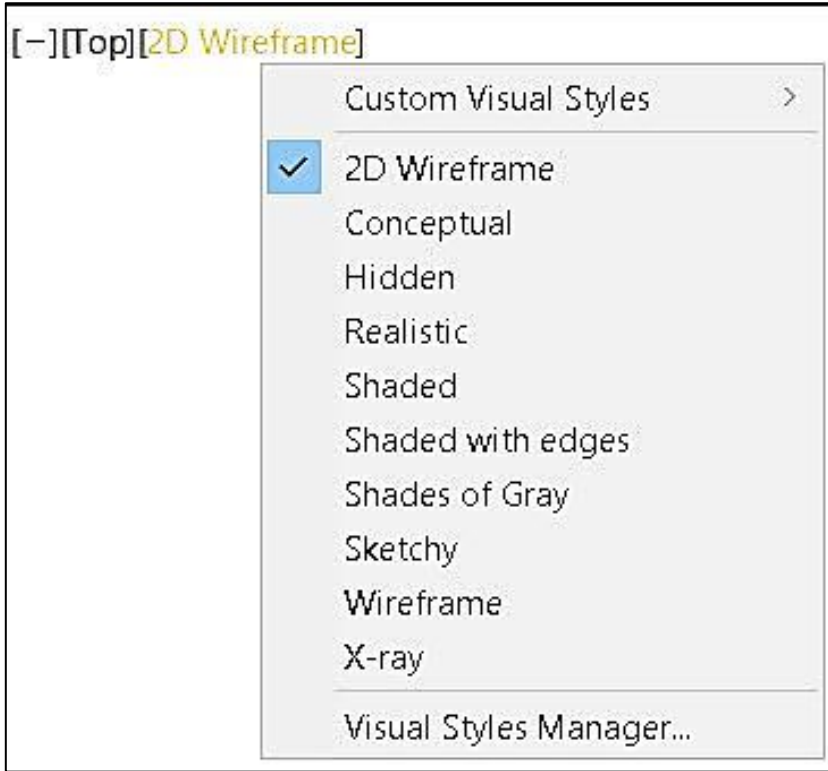 [−][Top][2D Wireframe]
Custom Visual Styles >
2D Wireframe
Conceptual
Hidden
Realistic
Shaded
Shaded with edges
Shades of Gray
Sketchy
Wireframe
X-ray
Visual Styles Manager...